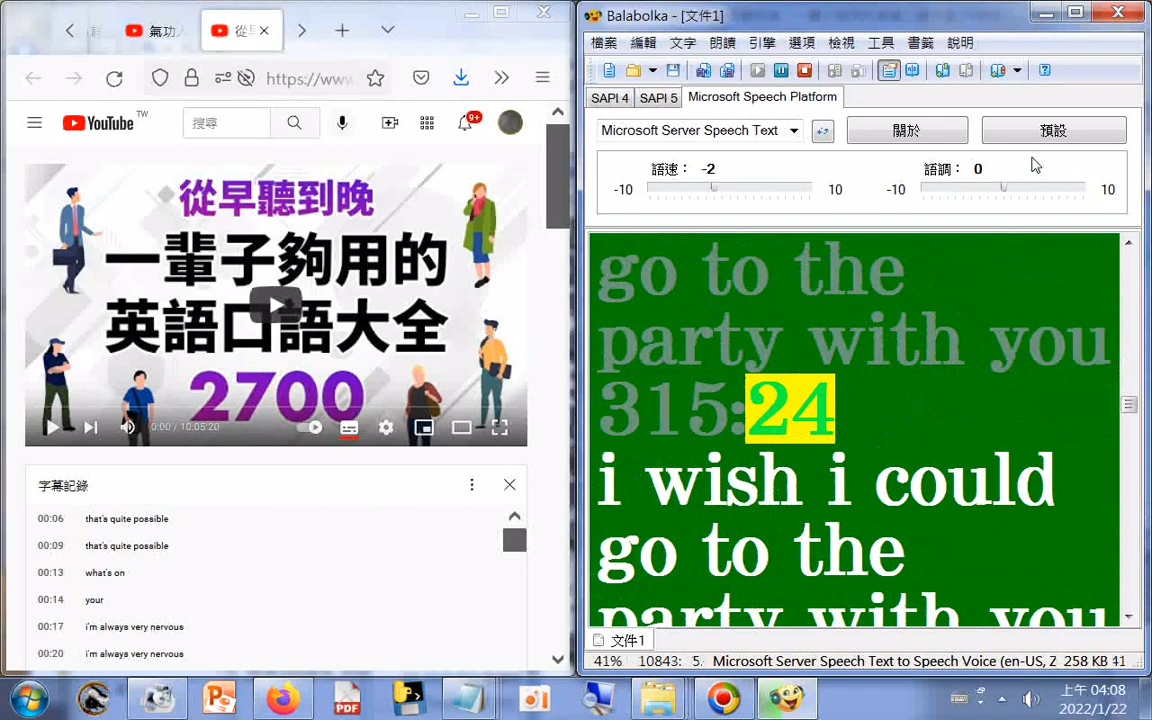 氣功
從早
https://www
YouTube TW
搜尋
9+
從早聽到晚
一輩子夠用的
英語口語大全
2700
0:00 / 10:05:20
字幕記錄
00:06 that's quite possible
00:09 that's quite possible
00:13 what's on
00:14 your
00:17 i'm always very nervous
00:20 i'm always very nervous
Balabolka - [文件1]
檔案 編輯 文字 朗讀 引擎 選項 檢視 工具 書籤 說明
SAPI 4 SAPI 5 Microsoft Speech Platform
Microsoft Server Speech Text
關於
預設
語速： -2
-10 10
語調： 0
-10 10
go to the
party with you
315:24
i wish i could
go to the
party with you
文件1
41% 10843: 5. Microsoft Server Speech Text to Speech Voice (en-US, Z 258 KB 41
PDF
上午 04:08
2022/1/22